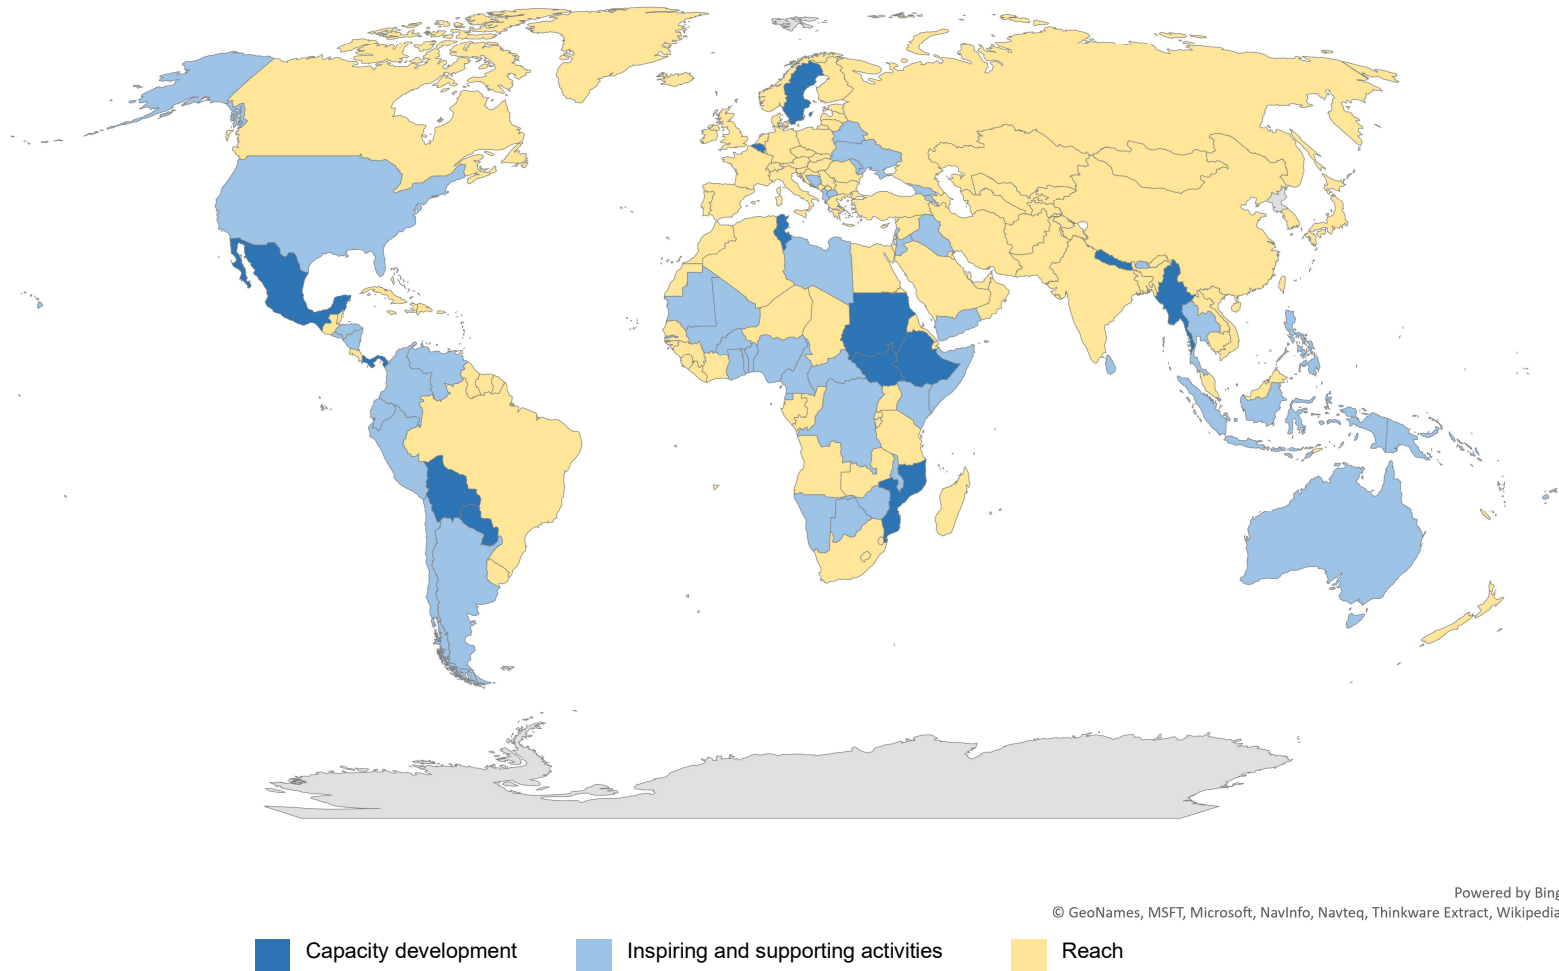 Powered by Bing
© GeoNames, MSFT, Microsoft, NavInfo, Navteq, Thinkware Extract, Wikipedia
Capacity development
Inspiring and supporting activities
Reach